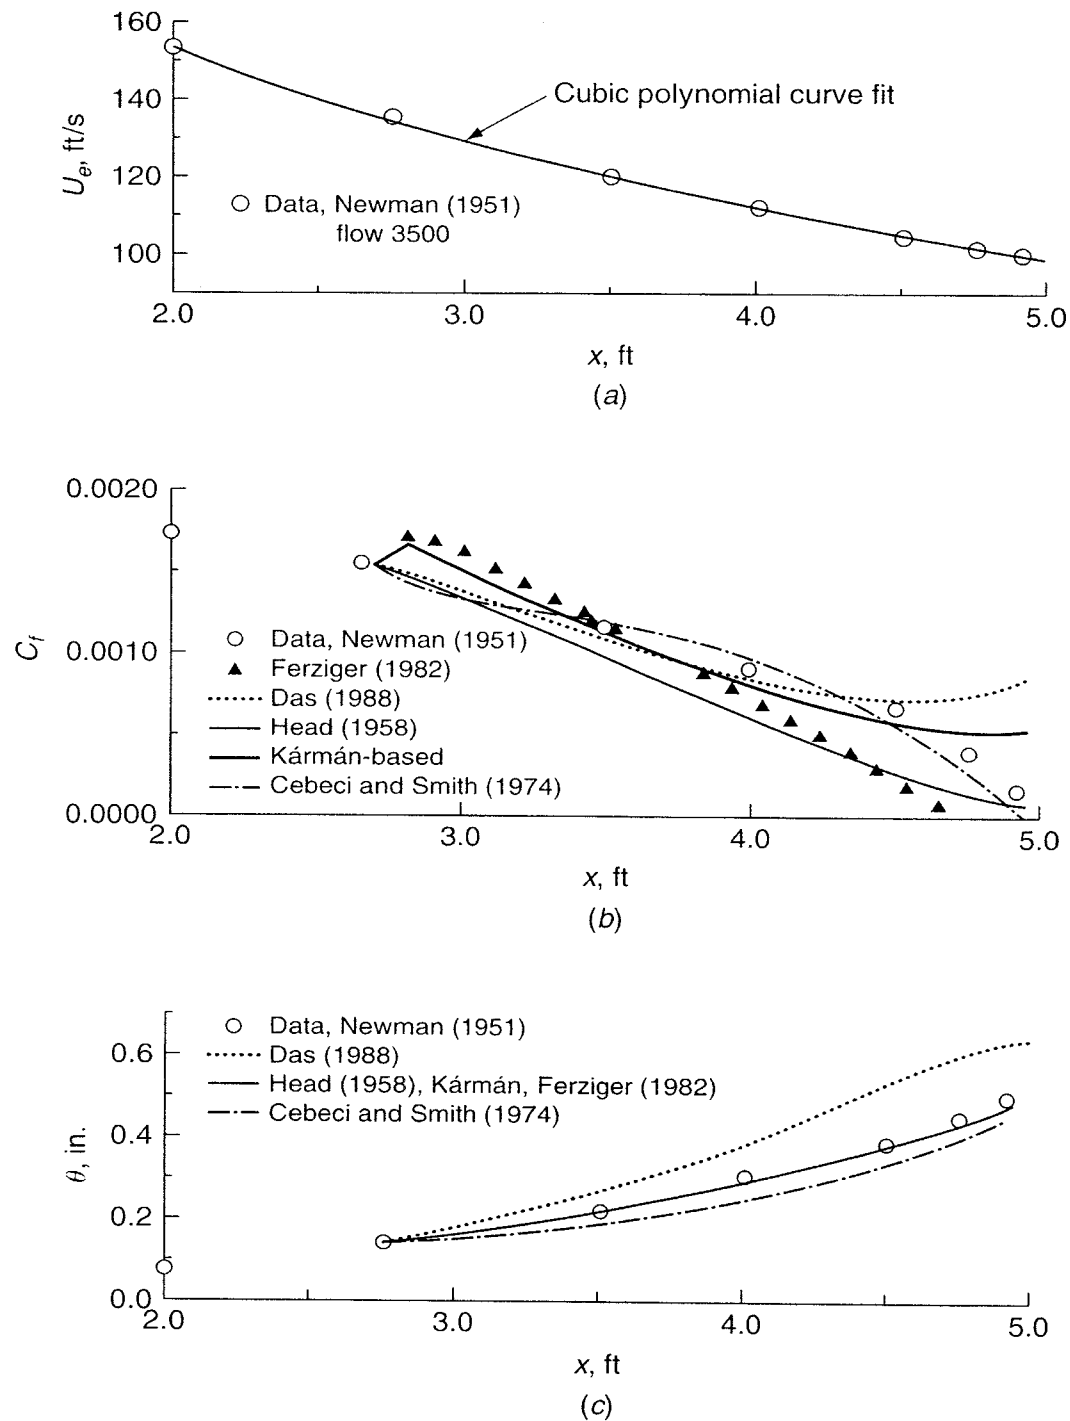 160
140
120
100
U_e, ft/s
Cubic polynomial curve fit
Data, Newman (1951)
flow 3500
2.0 3.0 4.0 5.0
x, ft
(a)
0.0020
0.0010
0.0000
C_f
Data, Newman (1951)
Ferziger (1982)
Das (1988)
Head (1958)
Kármán-based
Cebeci and Smith (1974)
2.0 3.0 4.0 5.0
x, ft
(b)
0.6
0.4
0.2
0.0
θ, in.
Data, Newman (1951)
Das (1988)
Head (1958), Kármán, Ferziger (1982)
Cebeci and Smith (1974)
2.0 3.0 4.0 5.0
x, ft
(c)